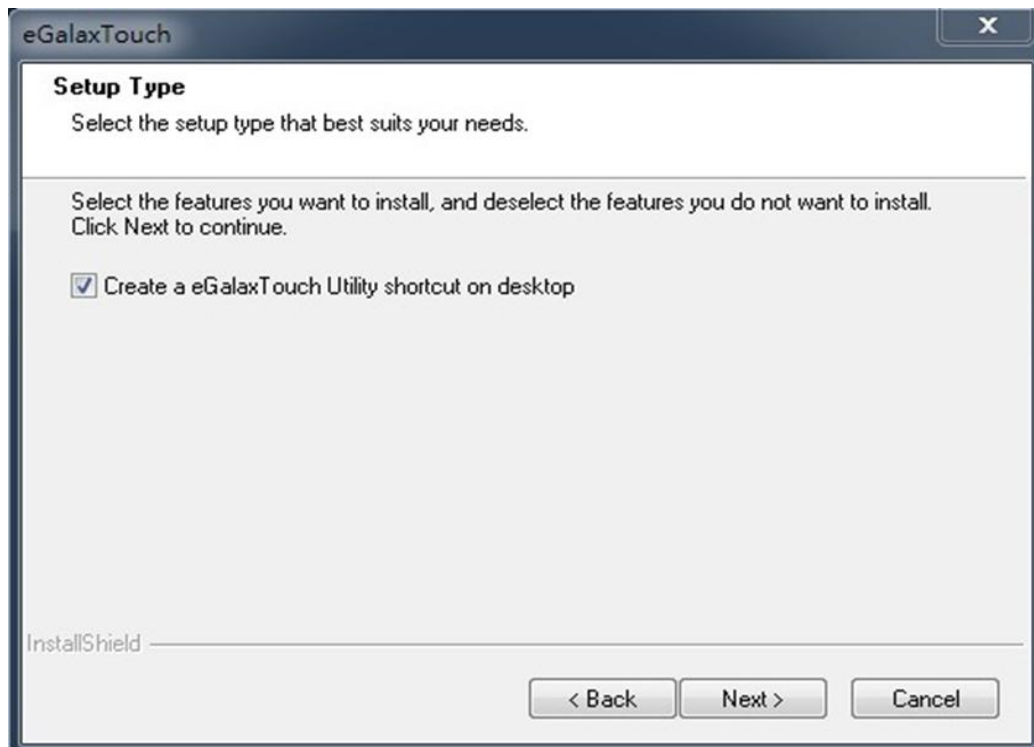 eGalaxTouch
Setup Type
Select the setup type that best suits your needs.
Select the features you want to install, and deselect the features you do not want to install.
Click Next to continue.
Create a eGalaxTouch Utility shortcut on desktop
InstallShield
< Back
Next >
Cancel